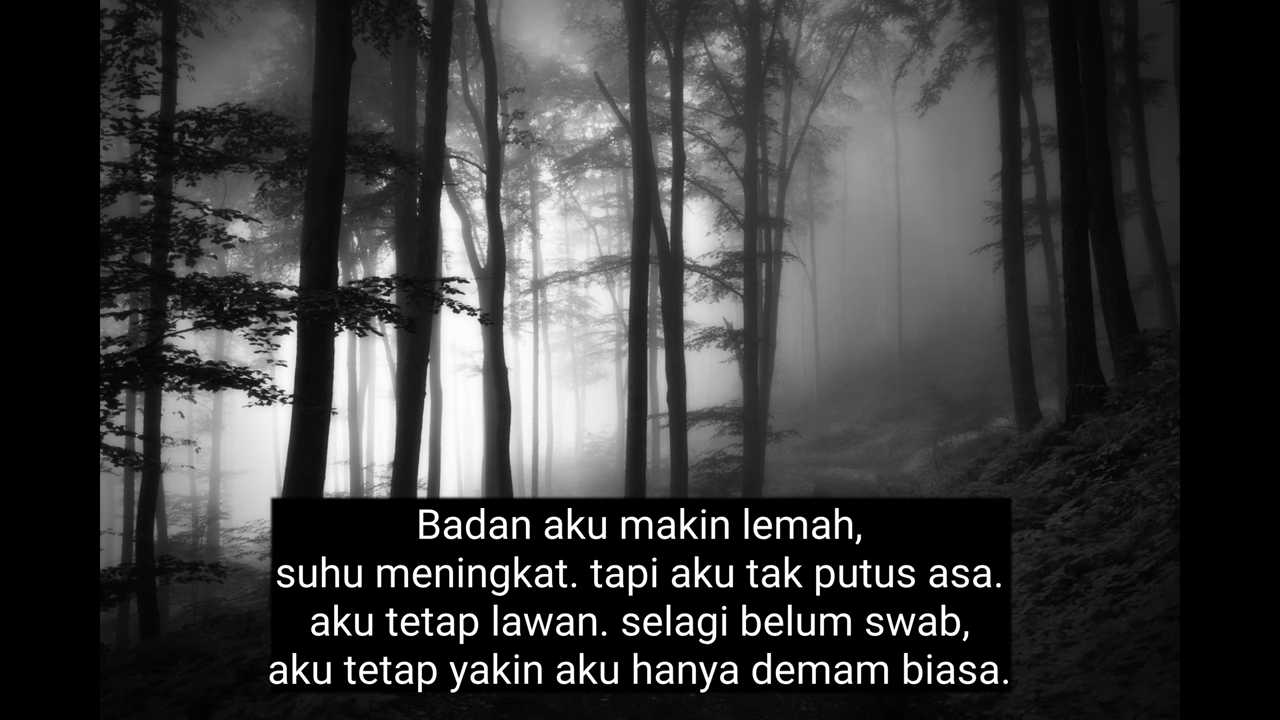 Badan aku makin lemah,
suhu meningkat. tapi aku tak putus asa.
aku tetap lawan. selagi belum swab,
aku tetap yakin aku hanya demam biasa.